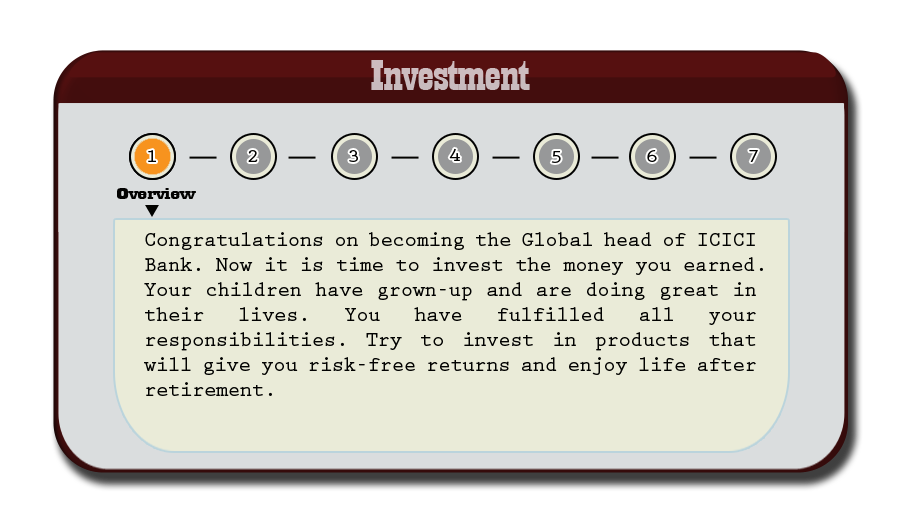 Investment
1 2 3 4 5 6 7
Overview
Congratulations on becoming the Global head of ICICI
Bank. Now it is time to invest the money you earned.
Your children have grown-up and are doing great in
their lives. You have fulfilled all your
responsibilities. Try to invest in products that
will give you risk-free returns and enjoy life after
retirement.